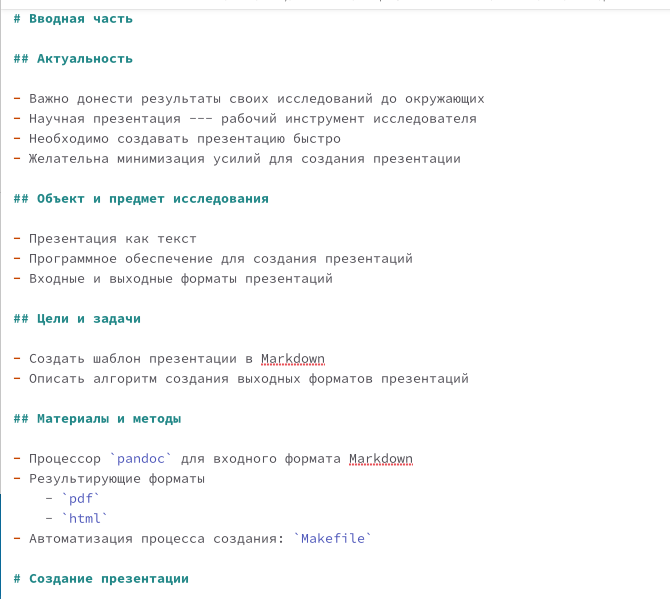 # Вводная часть
## Актуальность
- Важно донести результаты своих исследований до окружающих
- Научная презентация --- рабочий инструмент исследователя
- Необходимо создавать презентацию быстро
- Желательна минимизация усилий для создания презентации
## Объект и предмет исследования
- Презентация как текст
- Программное обеспечение для создания презентаций
- Входные и выходные форматы презентаций
## Цели и задачи
- Создать шаблон презентации в Markdown
- Описать алгоритм создания выходных форматов презентаций
## Материалы и методы
- Процессор `pandoc` для входного формата Markdown
- Результирующие форматы
    - `pdf`
    - `html`
- Автоматизация процесса создания: `Makefile`
# Создание презентации